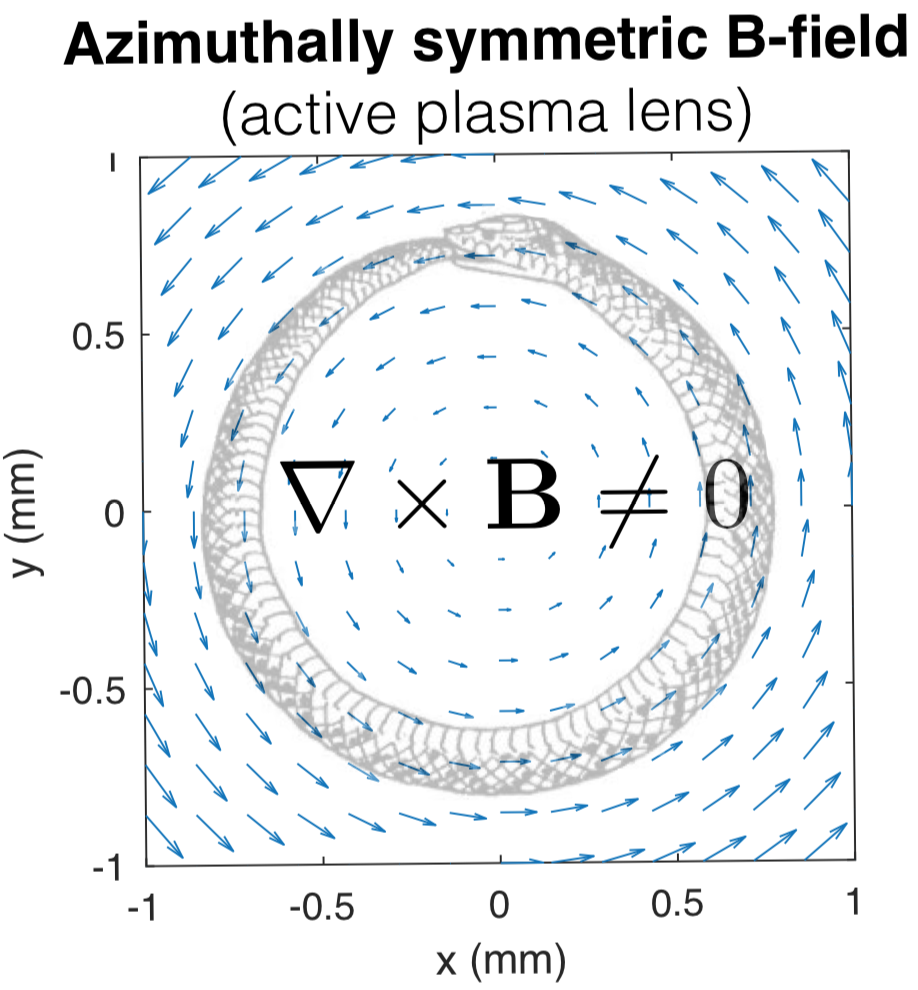 Azimuthally symmetric B-field
(active plasma lens)
1
0.5
0
-0.5
-1
y (mm)
∇ × B ≠ 0
-1 -0.5 0 0.5 1
x (mm)